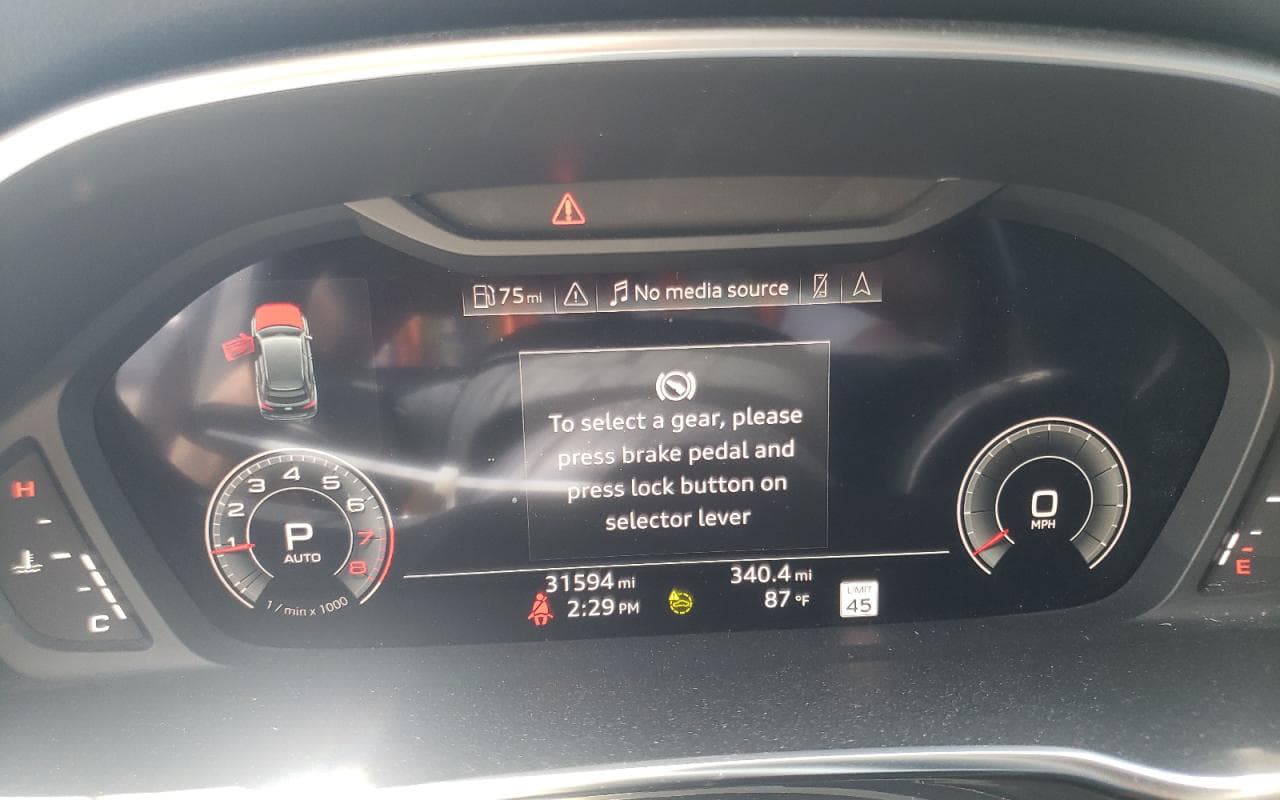 75 mi
No media source
To select a gear, please
press brake pedal and
press lock button on
selector lever
1 2 3 4 5 6 7 8
P
AUTO
1 / min x 1000
0
MPH
H
C
E
31594 mi
340.4 mi
2:29 PM
87 °F
LIMIT
45